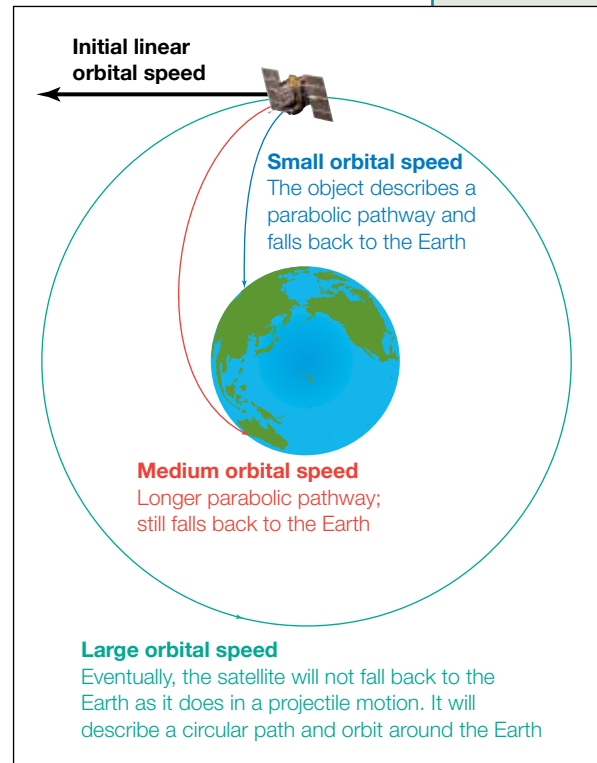 Initial linear
orbital speed
Small orbital speed
The object describes a
parabolic pathway and
falls back to the Earth
Medium orbital speed
Longer parabolic pathway;
still falls back to the Earth
Large orbital speed
Eventually, the satellite will not fall back to the
Earth as it does in a projectile motion. It will
describe a circular path and orbit around the Earth